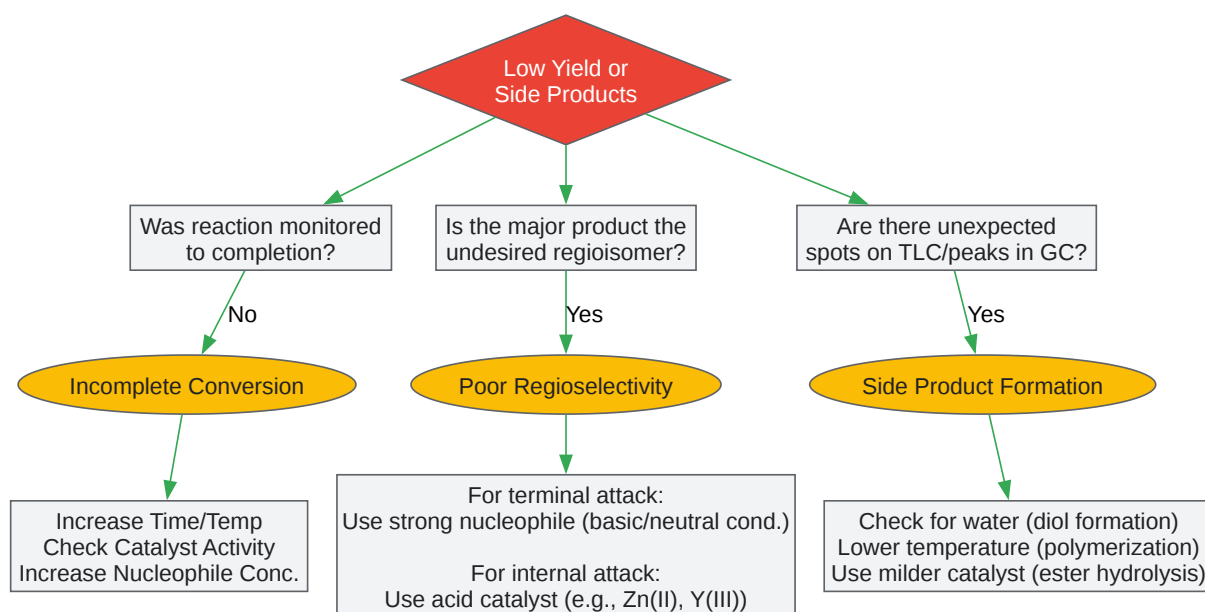 Low Yield or
Side Products
Was reaction monitored
to completion?
Is the major product the
undesired regioisomer?
Are there unexpected
spots on TLC/peaks in GC?
No
Yes
Yes
Incomplete Conversion
Poor Regioselectivity
Side Product Formation
Increase Time/Temp
Check Catalyst Activity
Increase Nucleophile Conc.
For terminal attack:
Use strong nucleophile (basic/neutral cond.)
For internal attack:
Use acid catalyst (e.g., Zn(II), Y(III))
Check for water (diol formation)
Lower temperature (polymerization)
Use milder catalyst (ester hydrolysis)